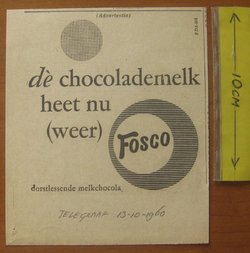 (Advertentie)
dè chocolademelk
heet nu
(weer)
Fosco
dorstlessende melkchocola
TELEGRAAF 13-10-1960
10CM